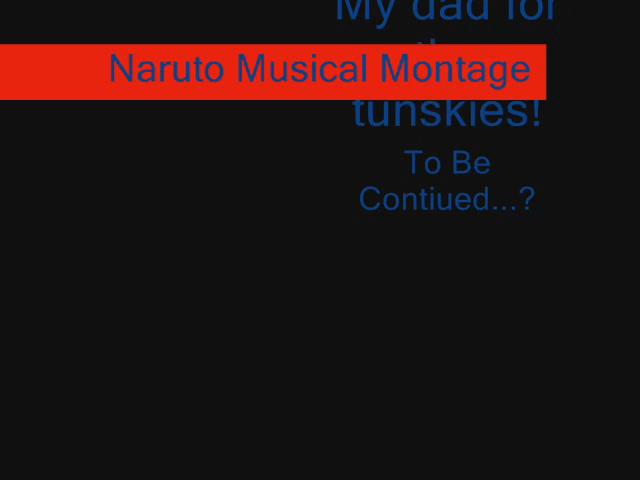 My dad for
Naruto Musical Montage
tunskies!
To Be
Contiued...?